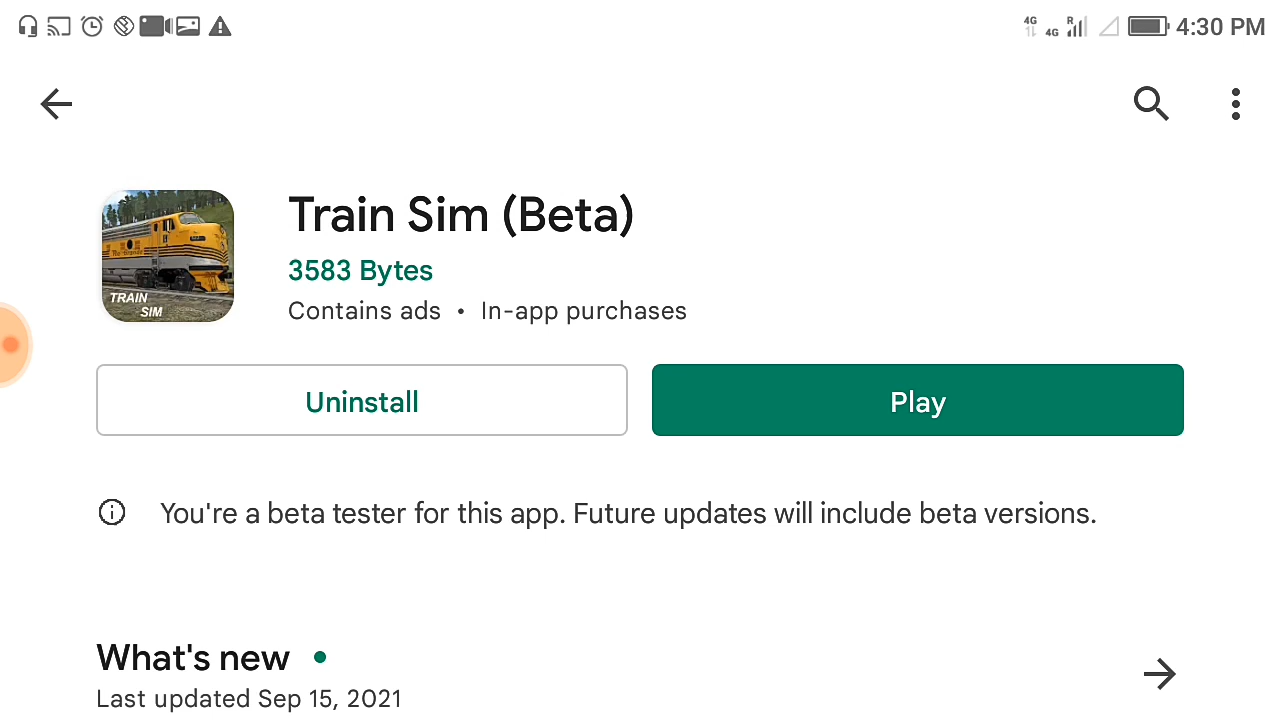 4G 4G R 4:30 PM
Train Sim (Beta)
3583 Bytes
Contains ads • In-app purchases
TRAIN
SIM
Uninstall
Play
You're a beta tester for this app. Future updates will include beta versions.
What's new
Last updated Sep 15, 2021